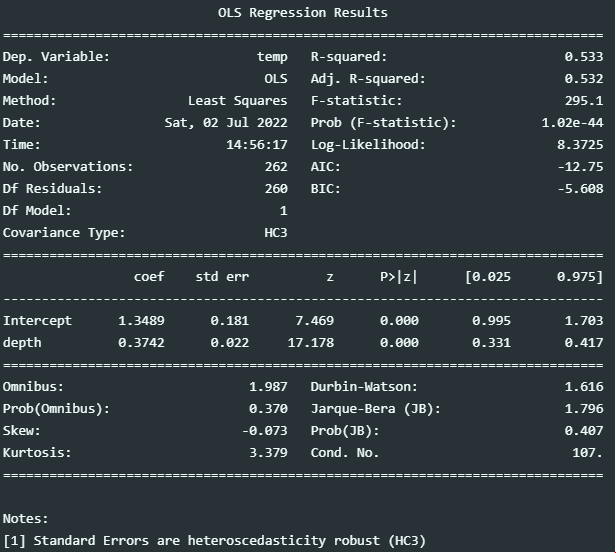 OLS Regression Results
==============================================================================
Dep. Variable: temp R-squared: 0.533
Model: OLS Adj. R-squared: 0.532
Method: Least Squares F-statistic: 295.1
Date: Sat, 02 Jul 2022 Prob (F-statistic): 1.02e-44
Time: 14:56:17 Log-Likelihood: 8.3725
No. Observations: 262 AIC: -12.75
Df Residuals: 260 BIC: -5.608
Df Model: 1
Covariance Type: HC3
==============================================================================
coef std err z P>|z| [0.025 0.975]
------------------------------------------------------------------------------
Intercept 1.3489 0.181 7.469 0.000 0.995 1.703
depth 0.3742 0.022 17.178 0.000 0.331 0.417
==============================================================================
Omnibus: 1.987 Durbin-Watson: 1.616
Prob(Omnibus): 0.370 Jarque-Bera (JB): 1.796
Skew: -0.073 Prob(JB): 0.407
Kurtosis: 3.379 Cond. No. 107.
==============================================================================
Notes:
[1] Standard Errors are heteroscedasticity robust (HC3)